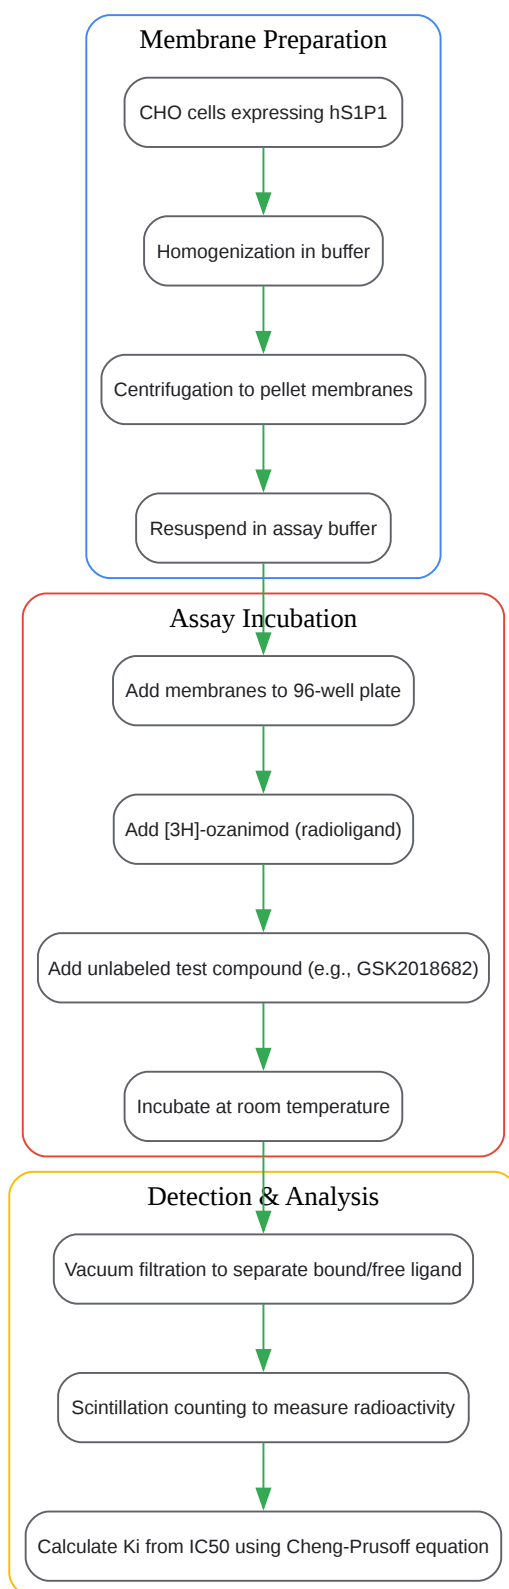 Membrane Preparation
CHO cells expressing hS1P1
Homogenization in buffer
Centrifugation to pellet membranes
Resuspend in assay buffer
Assay Incubation
Add membranes to 96-well plate
Add [3H]-ozanimod (radioligand)
Add unlabeled test compound (e.g., GSK2018682)
Incubate at room temperature
Detection & Analysis
Vacuum filtration to separate bound/free ligand
Scintillation counting to measure radioactivity
Calculate Ki from IC50 using Cheng-Prusoff equation